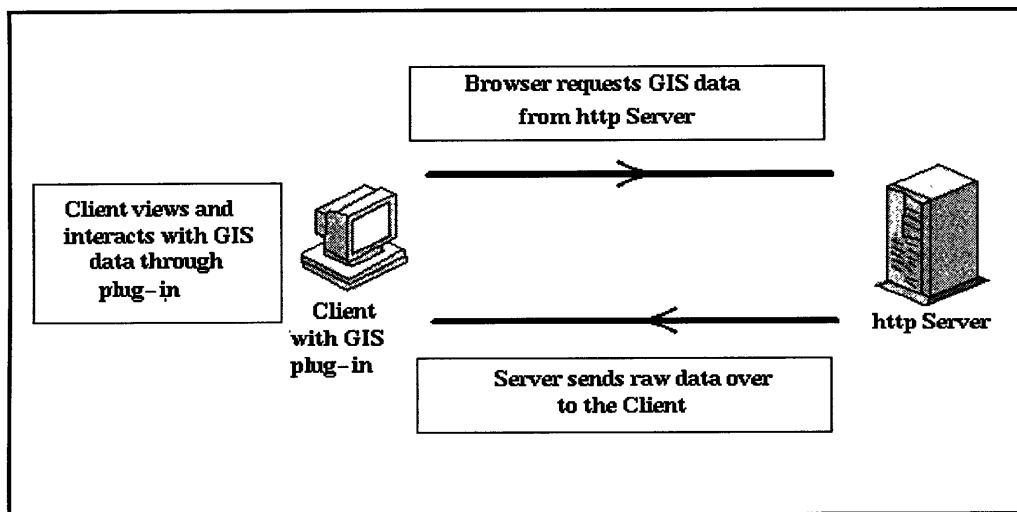 Browser requests GIS data
from http Server
Client views and
interacts with GIS
data through
plug-in
Client
with GIS
plug-in
http Server
Server sends raw data over
to the Client